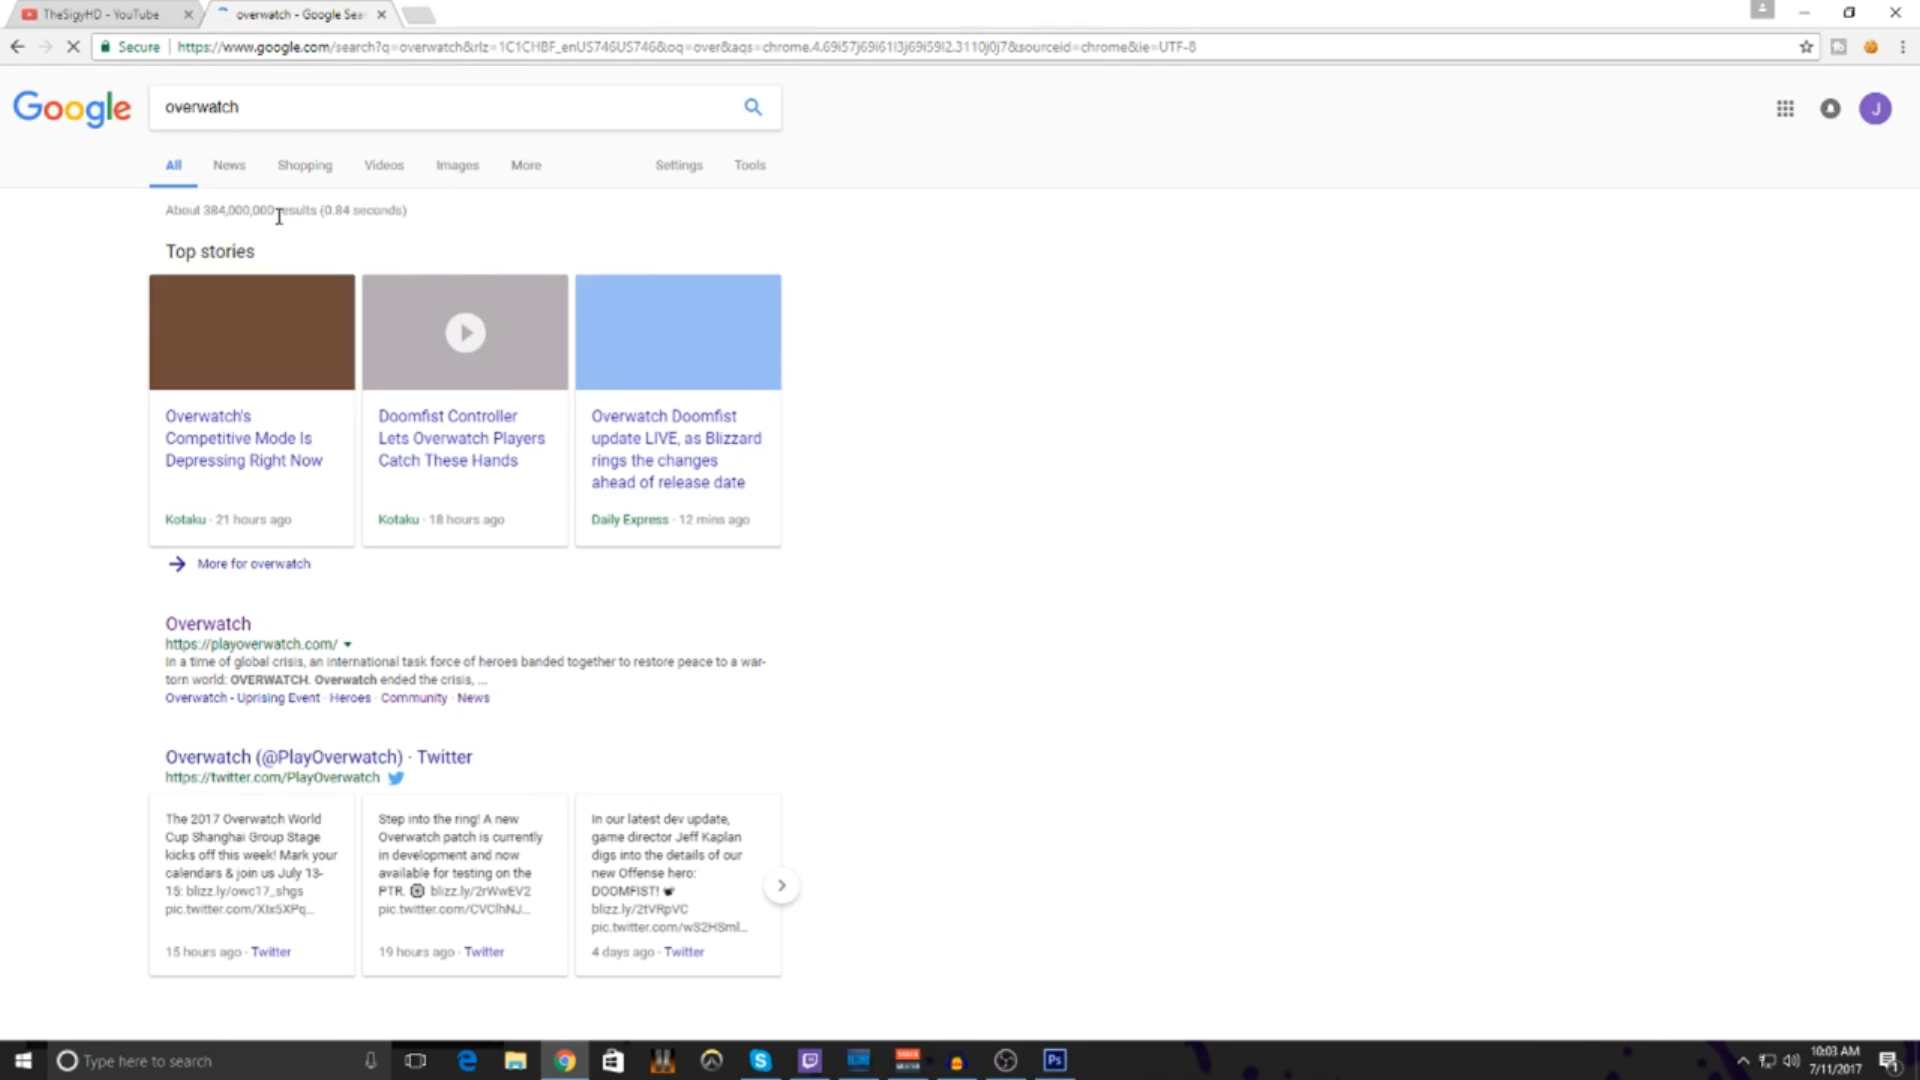 TheSigyHD - YouTube
overwatch - Google Sea
Secure
https://www.google.com/search?q=overwatch&rlz=1C1CHBF_enUS746US746&oq=over&aqs=chrome.4.69i57j69i61l3j69i59l2.3110j0j7&sourceid=chrome&ie=UTF-8
Google
overwatch
J
All
News
Shopping
Videos
Images
More
Settings
Tools
About 384,000,000 results (0.84 seconds)
Top stories
Overwatch's
Competitive Mode Is
Depressing Right Now
Kotaku · 21 hours ago
Doomfist Controller
Lets Overwatch Players
Catch These Hands
Kotaku · 18 hours ago
Overwatch Doomfist
update LIVE, as Blizzard
rings the changes
ahead of release date
Daily Express · 12 mins ago
More for overwatch
Overwatch
https://playoverwatch.com/
In a time of global crisis, an international task force of heroes banded together to restore peace to a war-
torn world: OVERWATCH. Overwatch ended the crisis, ...
Overwatch - Uprising Event · Heroes · Community · News
Overwatch (@PlayOverwatch) · Twitter
https://twitter.com/PlayOverwatch
The 2017 Overwatch World
Cup Shanghai Group Stage
kicks off this week! Mark your
calendars & join us July 13-
15: blizz.ly/owc17_shgs
pic.twitter.com/XIx5XPq...
15 hours ago · Twitter
Step into the ring! A new
Overwatch patch is currently
in development and now
available for testing on the
PTR. blizz.ly/2rWwEV2
pic.twitter.com/CVClhNJ...
19 hours ago · Twitter
In our latest dev update,
game director Jeff Kaplan
digs into the details of our
new Offense hero:
DOOMFIST!
blizz.ly/2tVRpVC
pic.twitter.com/wS2HSml...
4 days ago · Twitter
Type here to search
Ps
10:03 AM
7/11/2017
1